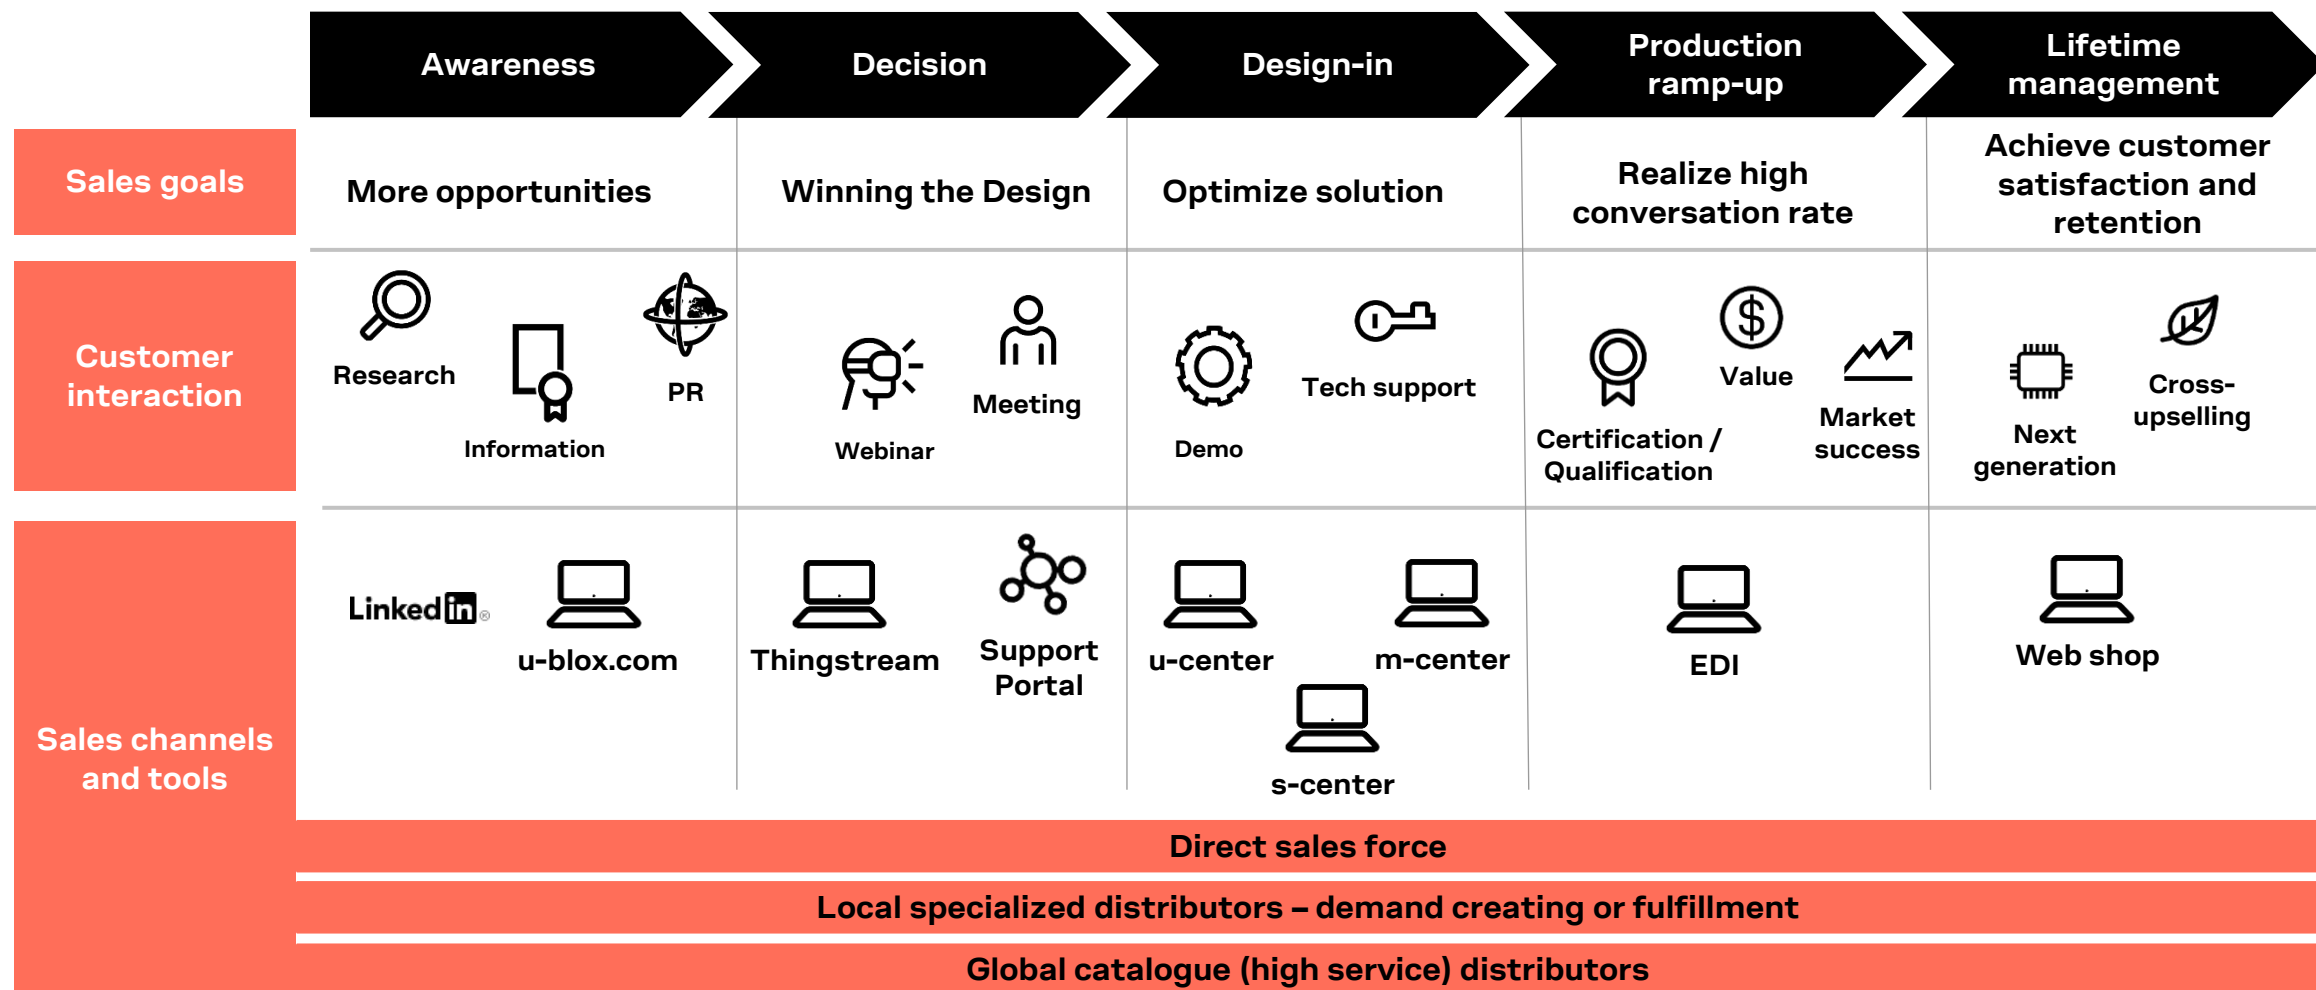 Awareness
Decision
Design-in
Production
ramp-up
Lifetime
management
Sales goals
More opportunities
Winning the Design
Optimize solution
Realize high
conversation rate
Achieve customer
satisfaction and
retention
Customer
interaction
Research
Information
PR
Webinar
Meeting
Demo
Tech support
Certification /
Qualification
Value
Market
success
Next
generation
Cross-
upselling
Sales channels
and tools
Linked in ®
u-blox.com
Thingstream
Support
Portal
u-center
m-center
s-center
EDI
Web shop
Direct sales force
Local specialized distributors – demand creating or fulfillment
Global catalogue (high service) distributors